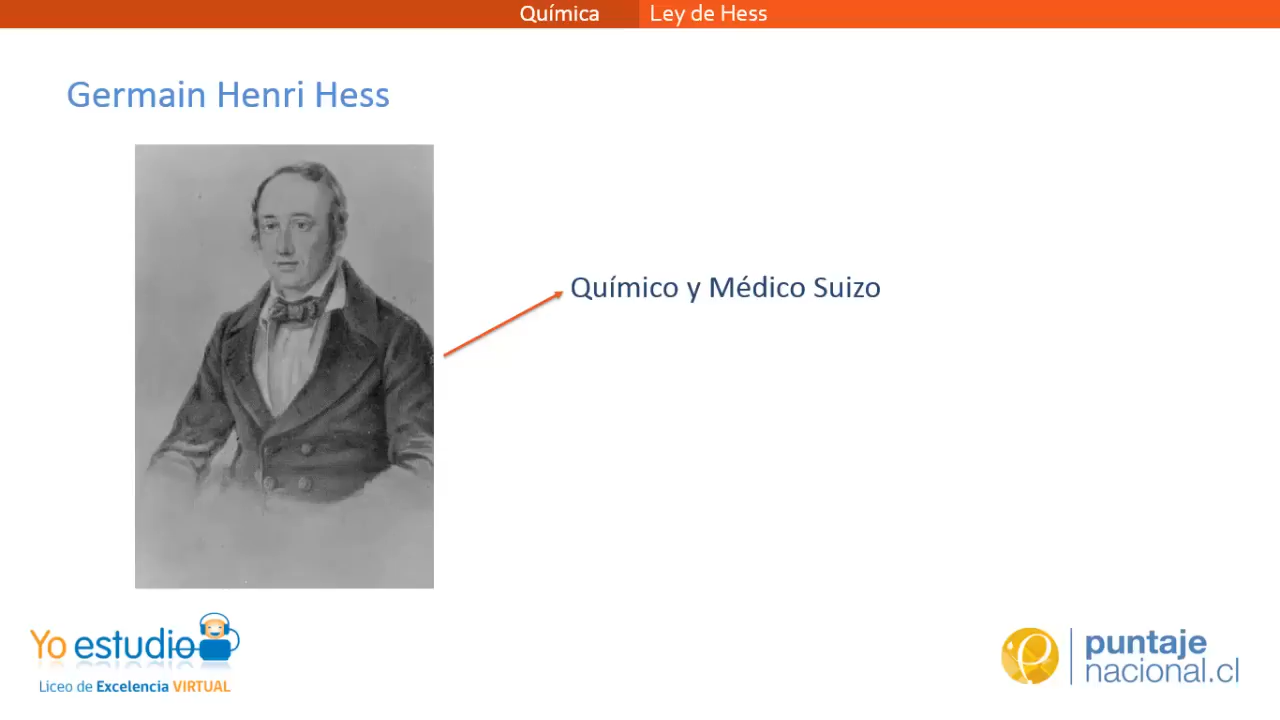 Química Ley de Hess
Germain Henri Hess
Químico y Médico Suizo
Yo estudio
Liceo de Excelencia VIRTUAL
puntaje
nacional.cl